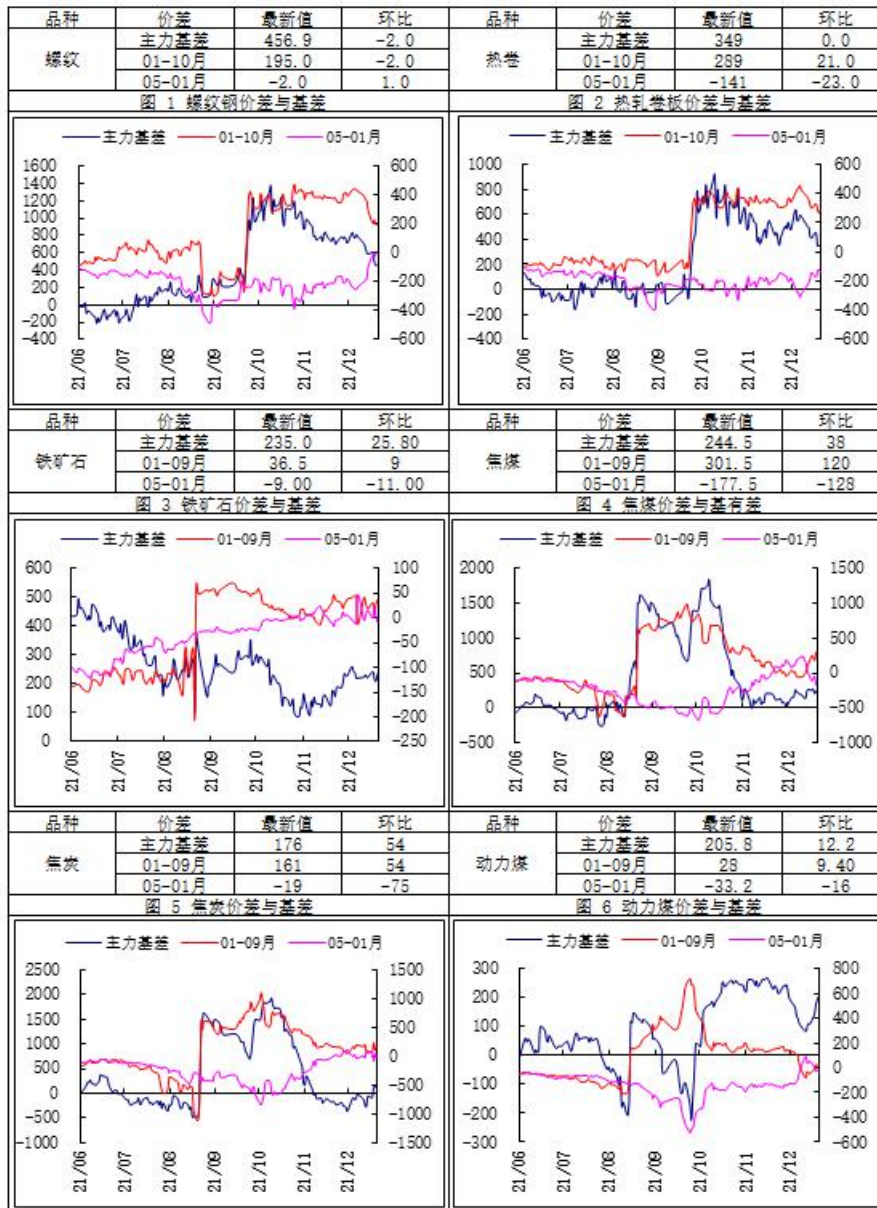 品种 价差 最新值 环比
螺纹 主力基差 456.9 -2.0
01-10月 195.0 -2.0
05-01月 -2.0 1.0
品种 价差 最新值 环比
热卷 主力基差 349 0.0
01-10月 289 21.0
05-01月 -141 -23.0
图 1 螺纹钢价差与基差
主力基差 01-10月 05-01月
1600 600
1400
1200 400
1000 200
800
600 0
400
200 -200
0
-200 -400
-400 -600
21/06 21/07 21/08 21/09 21/10 21/11 21/12
图 2 热轧卷板价差与基差
主力基差 01-10月 05-01月
1000 600
800 400
600 200
400 0
200
0 -200
-200 -400
-400 -600
21/06 21/07 21/08 21/09 21/10 21/11 21/12
品种 价差 最新值 环比
铁矿石 主力基差 235.0 25.80
01-09月 36.5 9
05-01月 -9.00 -11.00
品种 价差 最新值 环比
焦煤 主力基差 244.5 38
01-09月 301.5 120
05-01月 -177.5 -128
图 3 铁矿石价差与基差
主力基差 01-09月 05-01月
600 100
500 50
400 0
-50
300 -100
200 -150
100 -200
0 -250
21/06 21/07 21/08 21/09 21/10 21/11 21/12
图 4 焦煤价差与基有差
主力基差 01-09月 05-01月
2000 1500
1500 1000
1000 500
500 0
0 -500
-500 -1000
21/06 21/07 21/08 21/09 21/10 21/11 21/12
品种 价差 最新值 环比
焦炭 主力基差 176 54
01-09月 161 54
05-01月 -19 -75
品种 价差 最新值 环比
动力煤 主力基差 205.8 12.2
01-09月 28 9.40
05-01月 -33.2 -16
图 5 焦炭价差与基差
主力基差 01-09月 05-01月
2500 1500
2000 1000
1500 500
1000 0
500
0 -500
-500 -1000
-1000 -1500
21/06 21/07 21/08 21/09 21/10 21/11 21/12
图 6 动力煤价差与基差
主力基差 01-09月 05-01月
300 800
200 600
100 400
0 200
0
-100 -200
-200 -400
-300 -600
21/06 21/07 21/08 21/09 21/10 21/11 21/12